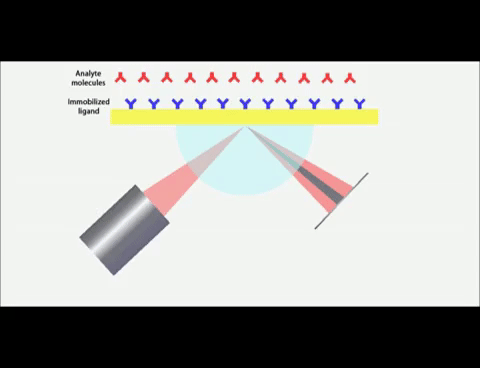 Analyte
molecules
Immobilized
ligand